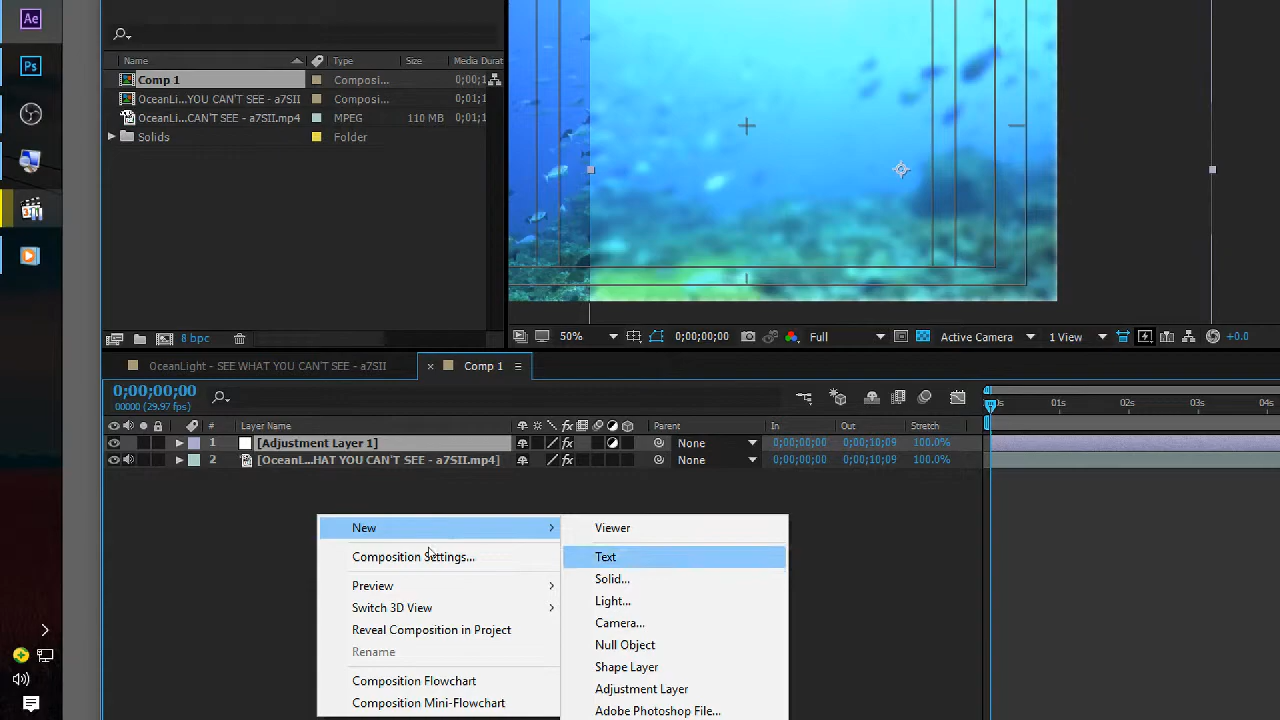 Ae
Ps
Name Type Size Media Durat
Comp 1 Composi... 0;00;1
OceanLi...YOU CAN'T SEE - a7SII Composi... 0;01;1
OceanLi...CAN'T SEE - a7SII.mp4 MPEG 110 MB 0;01;1
Solids Folder
8 bpc
50% 0;00;00;00 Full Active Camera 1 View +0.0
OceanLight - SEE WHAT YOU CAN'T SEE - a7SII Comp 1
0;00;00;00
00000 (29.97 fps)
0s 01s 02s 03s 04s
# Layer Name Parent In Out Stretch
1 [Adjustment Layer 1] None 0;00;00;00 0;00;10;09 100.0%
2 [OceanL...HAT YOU CAN'T SEE - a7SII.mp4] None 0;00;00;00 0;00;10;09 100.0%
New
Composition Settings...
Preview
Switch 3D View
Reveal Composition in Project
Rename
Composition Flowchart
Composition Mini-Flowchart
Viewer
Text
Solid...
Light...
Camera...
Null Object
Shape Layer
Adjustment Layer
Adobe Photoshop File...